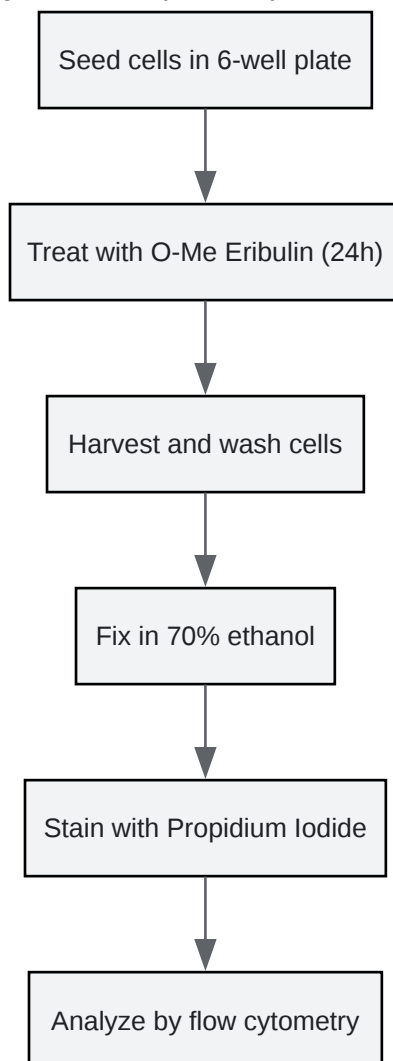 Seed cells in 6-well plate
Treat with O-Me Eribulin (24h)
Harvest and wash cells
Fix in 70% ethanol
Stain with Propidium Iodide
Analyze by flow cytometry